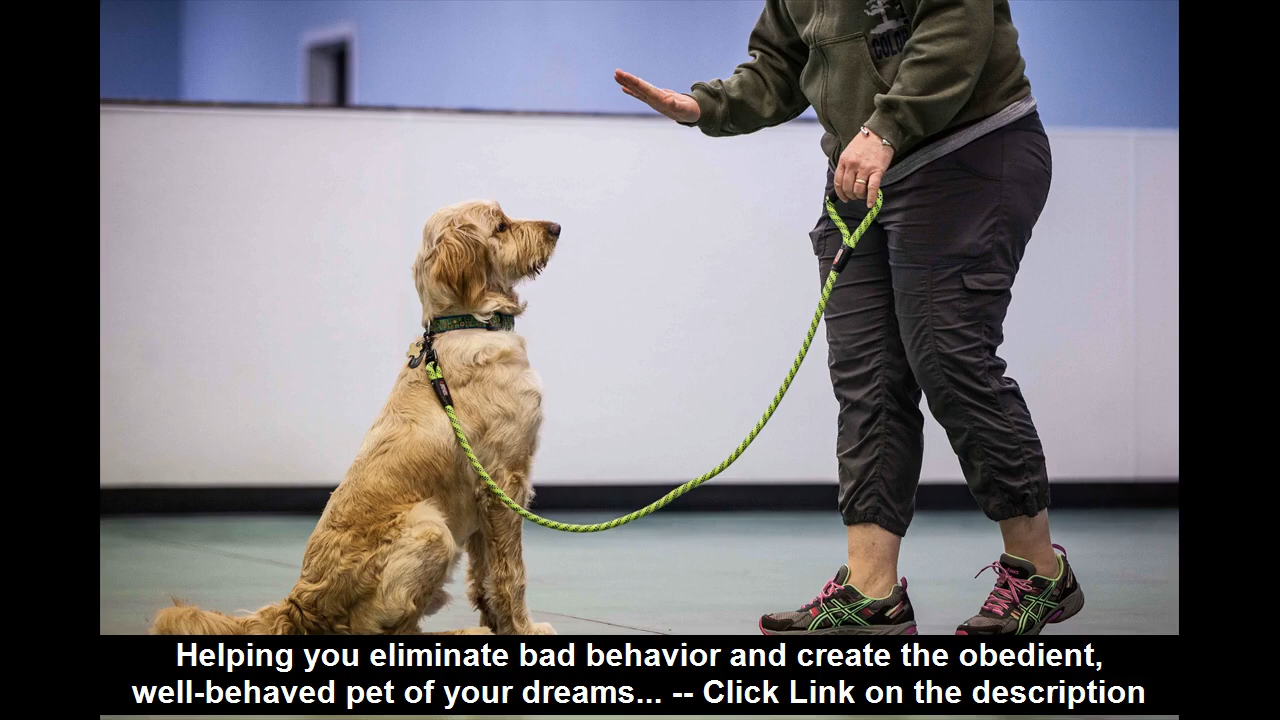 COLOR
Helping you eliminate bad behavior and create the obedient,
well-behaved pet of your dreams... -- Click Link on the description